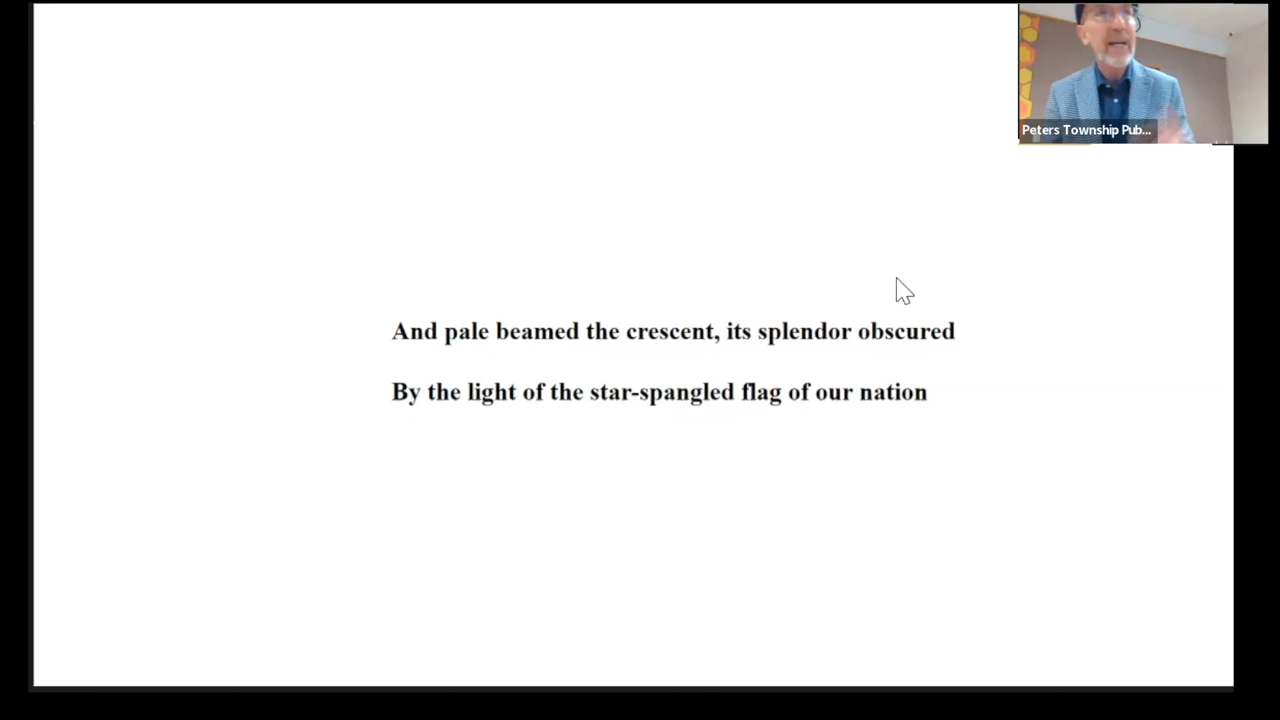 Peters Township Pub...
And pale beamed the crescent, its splendor obscured
By the light of the star-spangled flag of our nation